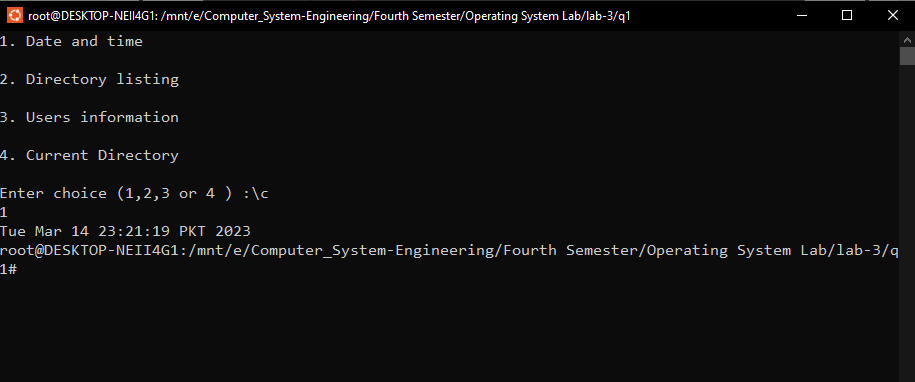 root@DESKTOP-NEII4G1: /mnt/e/Computer_System-Engineering/Fourth Semester/Operating System Lab/lab-3/q1
1. Date and time
2. Directory listing
3. Users information
4. Current Directory
Enter choice (1,2,3 or 4 ) :\c
1
Tue Mar 14 23:21:19 PKT 2023
root@DESKTOP-NEII4G1:/mnt/e/Computer_System-Engineering/Fourth Semester/Operating System Lab/lab-3/q
1#